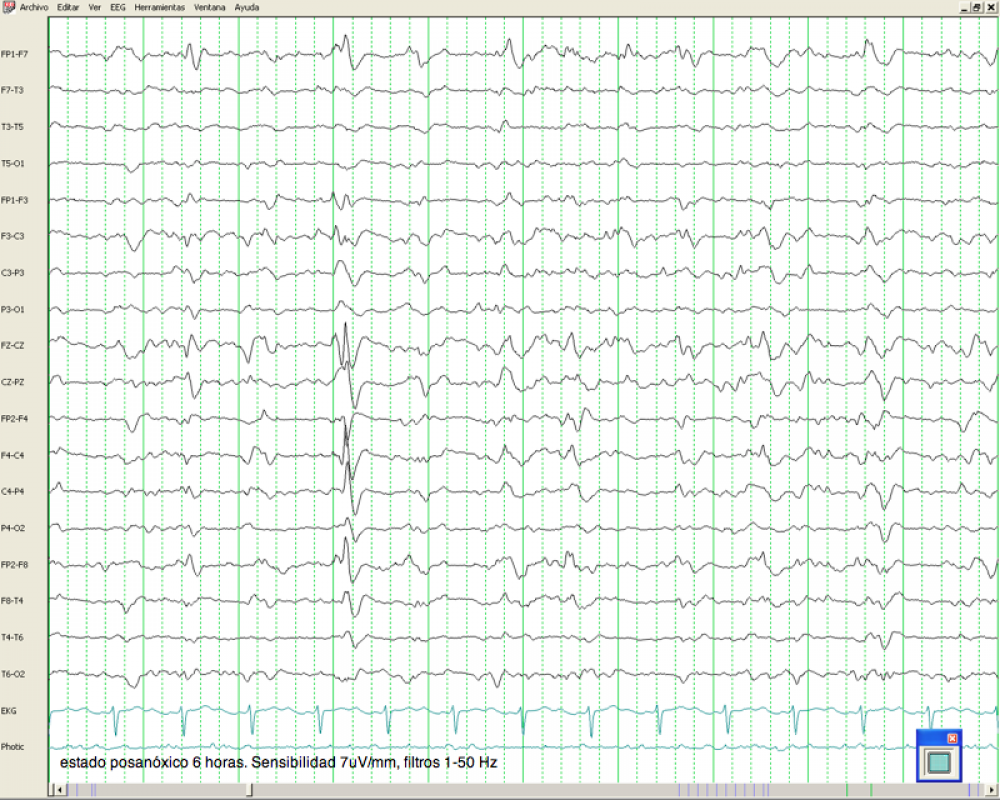 Archivo Editar Ver EEG Herramientas Ventana Ayuda
FP1-F7
F7-T3
T3-T5
T5-O1
FP1-F3
F3-C3
C3-P3
P3-O1
FZ-CZ
CZ-PZ
FP2-F4
F4-C4
C4-P4
P4-O2
FP2-F8
F8-T4
T4-T6
T6-O2
EKG
Photic
estado posanóxico 6 horas. Sensibilidad 7uV/mm, filtros 1-50 Hz